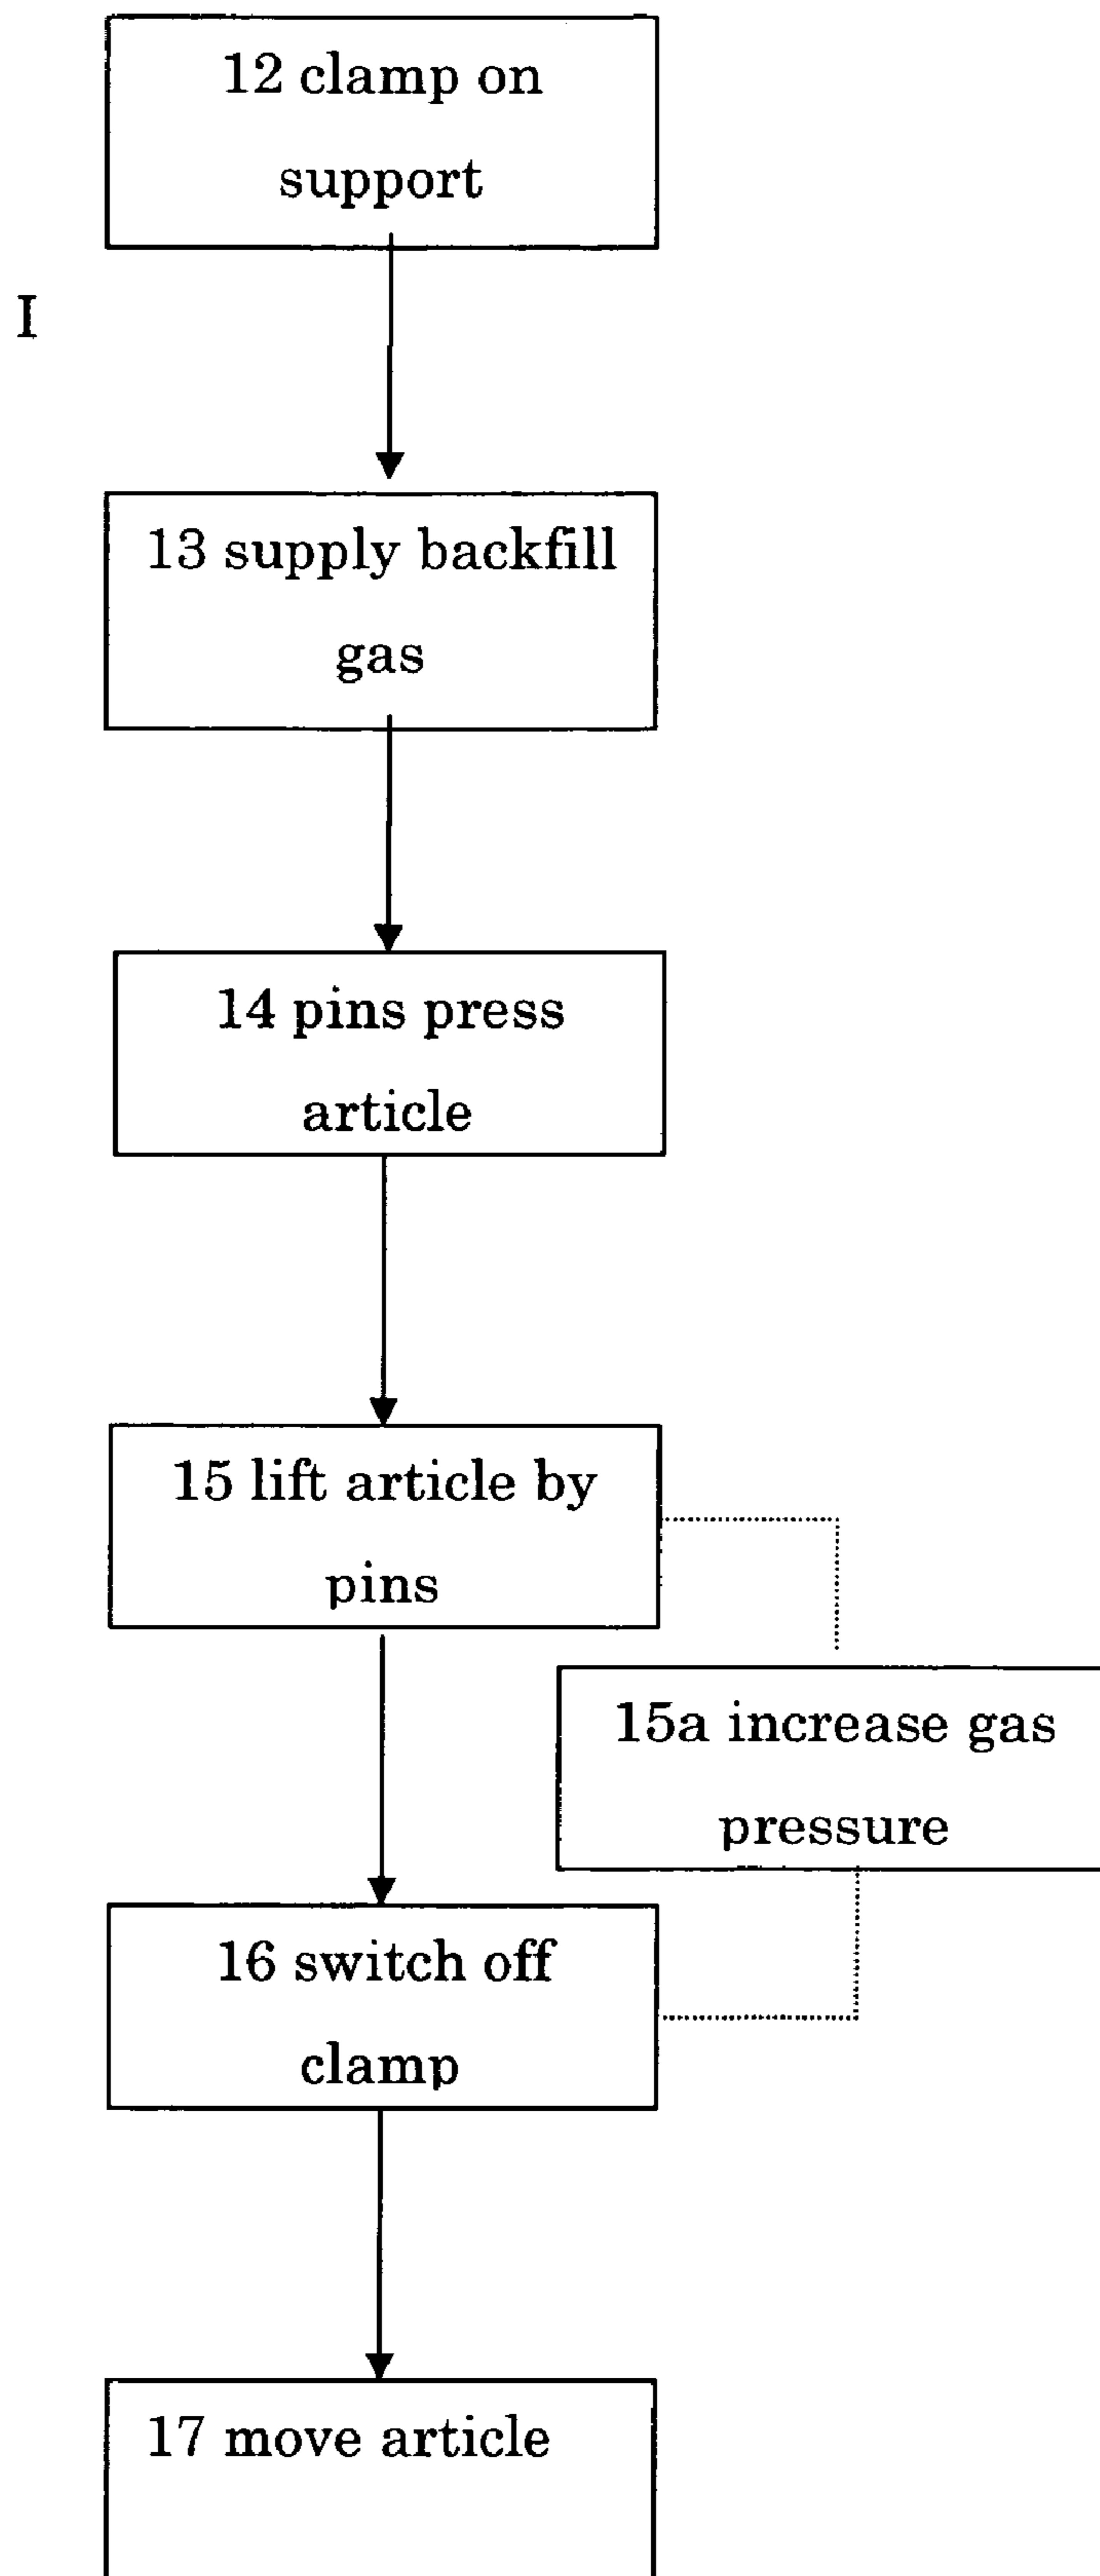 12 clamp on
support
I
13 supply backfill
gas
14 pins press
article
15 lift article by
pins
15a increase gas
pressure
16 switch off
clamp
17 move article